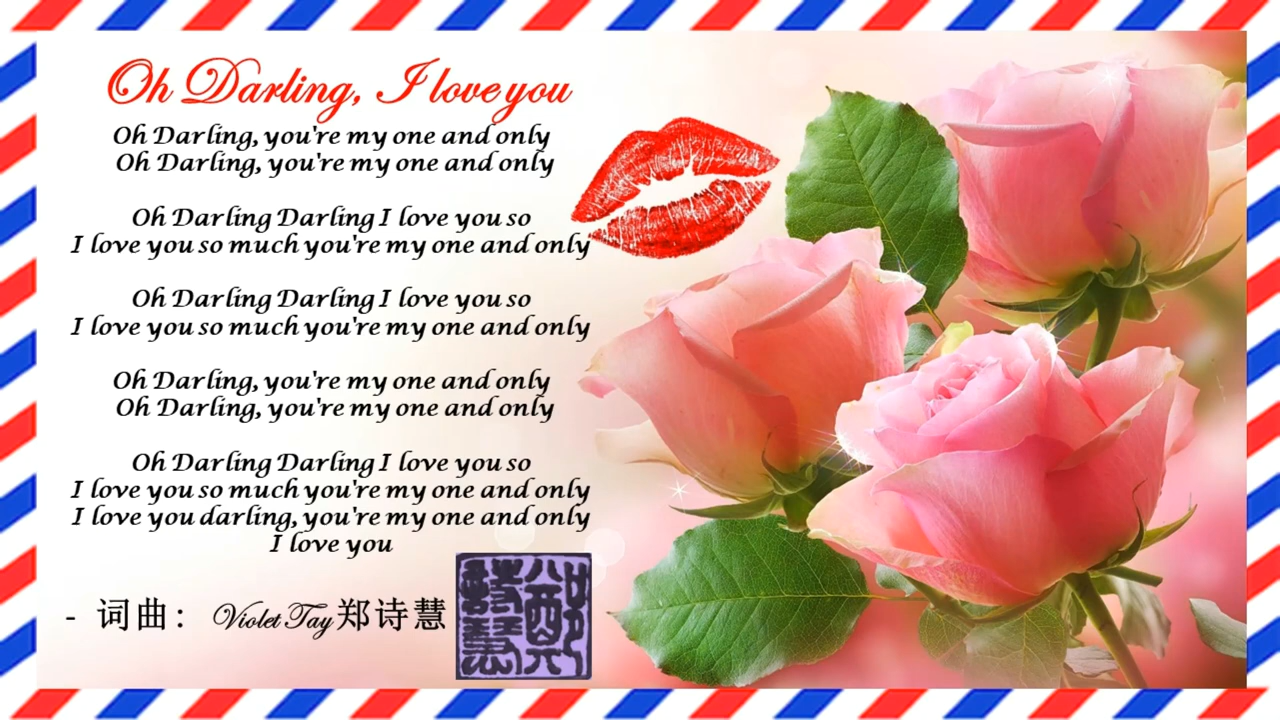 Oh Darling, I love you
Oh Darling, you're my one and only
Oh Darling, you're my one and only
Oh Darling Darling I love you so
I love you so much you're my one and only
Oh Darling Darling I love you so
I love you so much you're my one and only
Oh Darling, you're my one and only
Oh Darling, you're my one and only
Oh Darling Darling I love you so
I love you so much you're my one and only
I love you darling, you're my one and only
I love you
- 词曲： Violet Tay 郑诗慧
鄭
詩慧